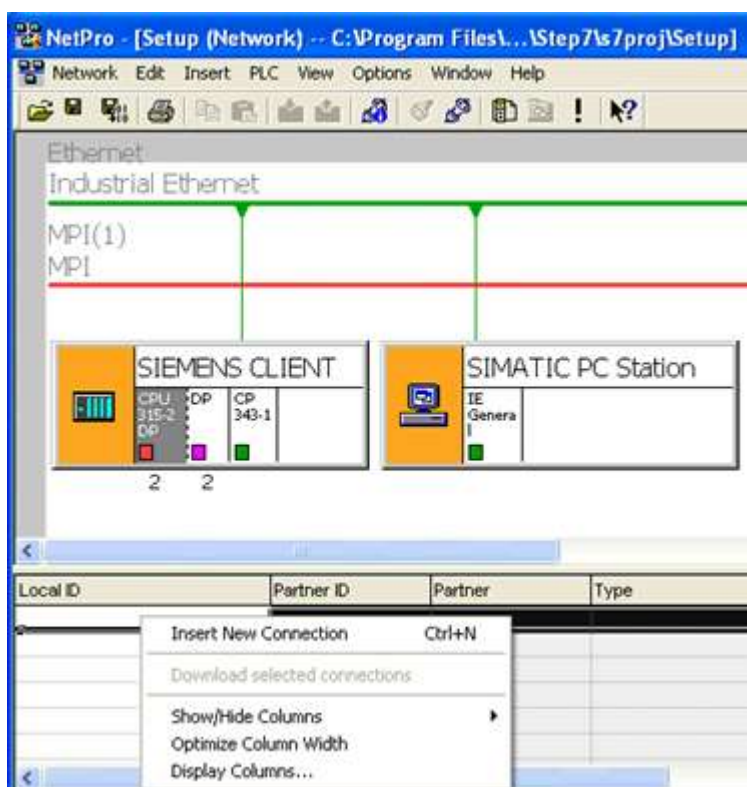 NetPro - [Setup (Network) -- C:\Program Files\...\Step7\s7proj\Setup]
Network Edit Insert PLC View Options Window Help
Ethernet
Industrial Ethernet
MPI(1)
MPI
SIEMENS CLIENT
CPU
315-2
DP
DP
CP
343-1
2
2
SIMATIC PC Station
IE
Genera
l
Local ID Partner ID Partner Type
Insert New Connection Ctrl+N
Download selected connections
Show/Hide Columns
Optimize Column Width
Display Columns...